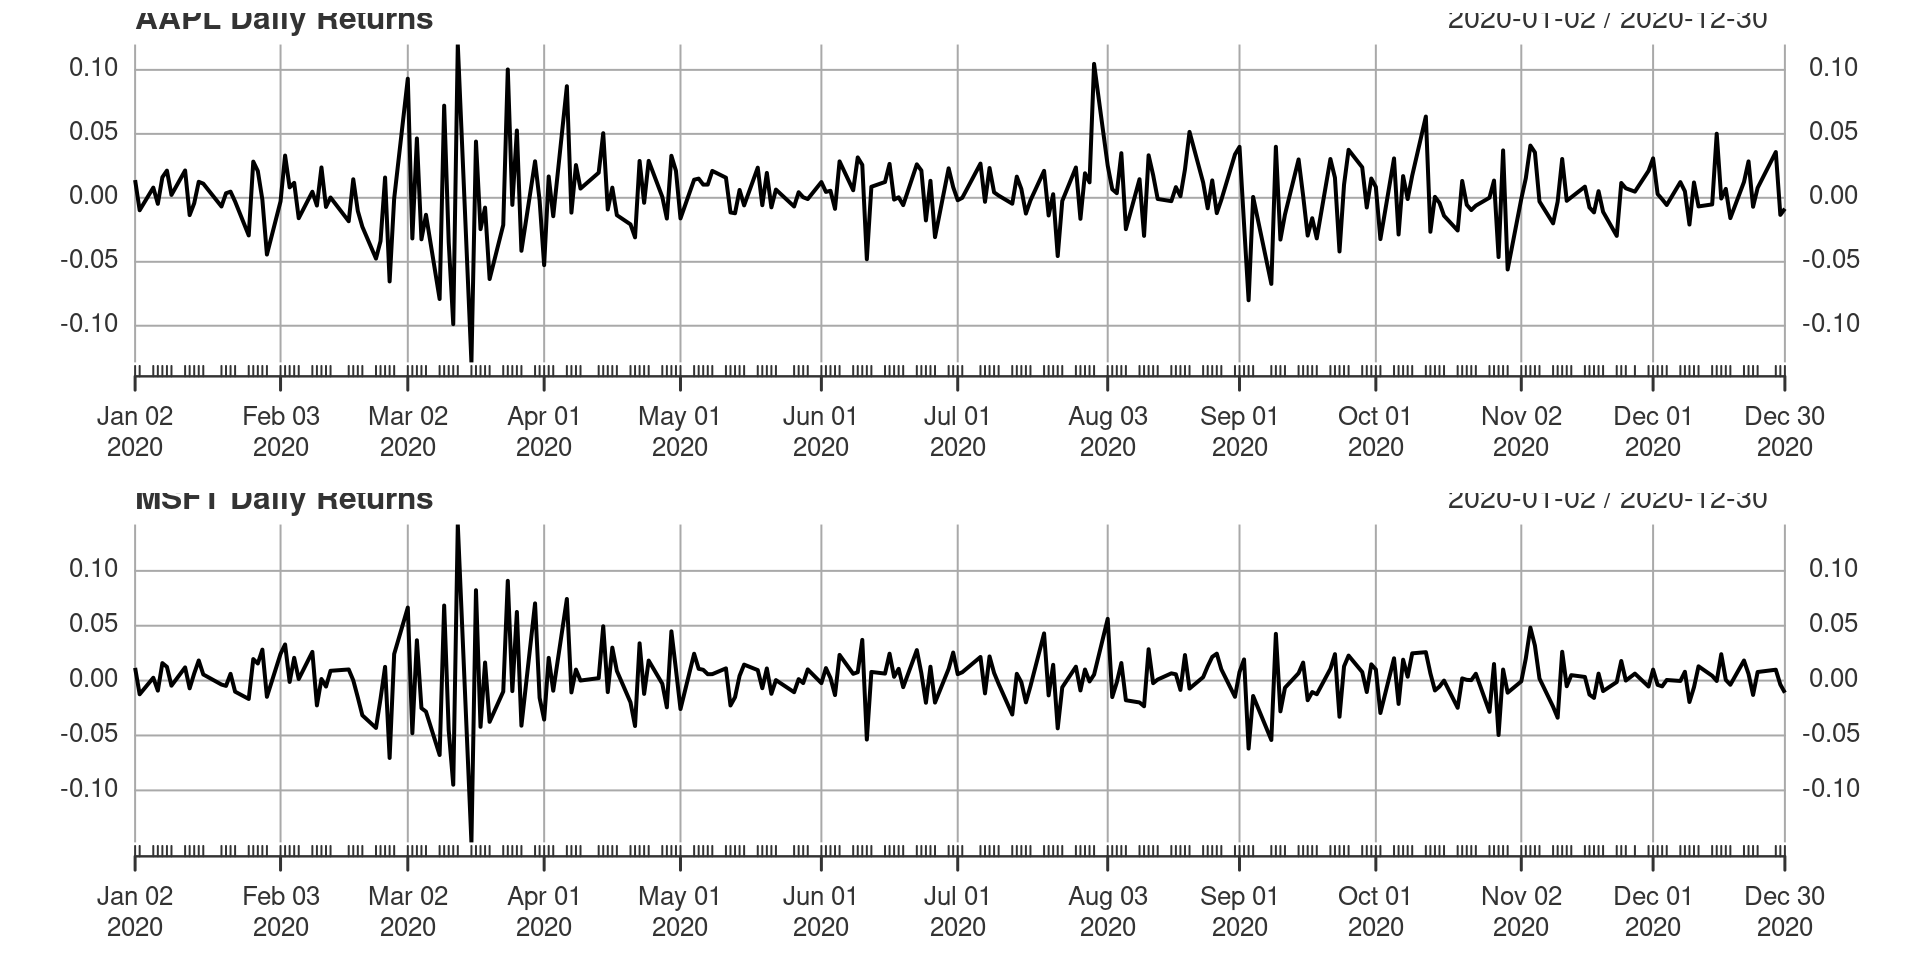 AAPL Daily Returns 2020-01-02 / 2020-12-30
0.10 0.10
0.05 0.05
0.00 0.00
-0.05 -0.05
-0.10 -0.10
Jan 02 Feb 03 Mar 02 Apr 01 May 01 Jun 01 Jul 01 Aug 03 Sep 01 Oct 01 Nov 02 Dec 01 Dec 30
2020 2020 2020 2020 2020 2020 2020 2020 2020 2020 2020 2020 2020
MSFT Daily Returns 2020-01-02 / 2020-12-30
0.10 0.10
0.05 0.05
0.00 0.00
-0.05 -0.05
-0.10 -0.10
Jan 02 Feb 03 Mar 02 Apr 01 May 01 Jun 01 Jul 01 Aug 03 Sep 01 Oct 01 Nov 02 Dec 01 Dec 30
2020 2020 2020 2020 2020 2020 2020 2020 2020 2020 2020 2020 2020